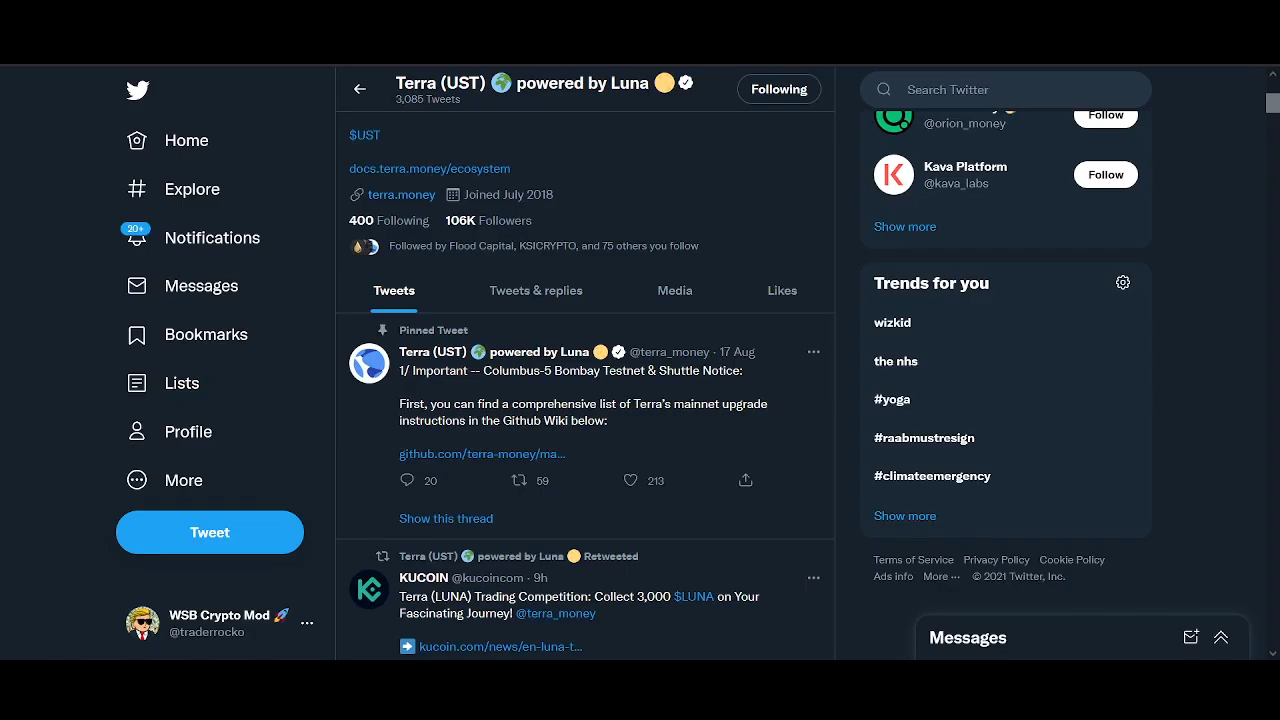 Home
Explore
20+
Notifications
Messages
Bookmarks
Lists
Profile
More
Tweet
WSB Crypto Mod 🚀
@traderrocko
Terra (UST) 🌍 powered by Luna 🌕
3,085 Tweets
Following
$UST
docs.terra.money/ecosystem
terra.money Joined July 2018
400 Following 106K Followers
Followed by Flood Capital, KSICRYPTO, and 75 others you follow
Tweets Tweets & replies Media Likes
Pinned Tweet
Terra (UST) 🌍 powered by Luna 🌕 @terra_money · 17 Aug
1/ Important -- Columbus-5 Bombay Testnet & Shuttle Notice:
First, you can find a comprehensive list of Terra’s mainnet upgrade
instructions in the Github Wiki below:
github.com/terra-money/ma...
20 59 213
Show this thread
Terra (UST) 🌍 powered by Luna 🌕 Retweeted
KUCOIN @kucoincom · 9h
Terra (LUNA) Trading Competition: Collect 3,000 $LUNA on Your
Fascinating Journey! @terra_money
➡️ kucoin.com/news/en-luna-t...
Search Twitter
@orion_money
Follow
Kava Platform
@kava_labs
Follow
Show more
Trends for you
wizkid
the nhs
#yoga
#raabmustresign
#climateemergency
Show more
Terms of Service Privacy Policy Cookie Policy
Ads info More ··· © 2021 Twitter, Inc.
Messages